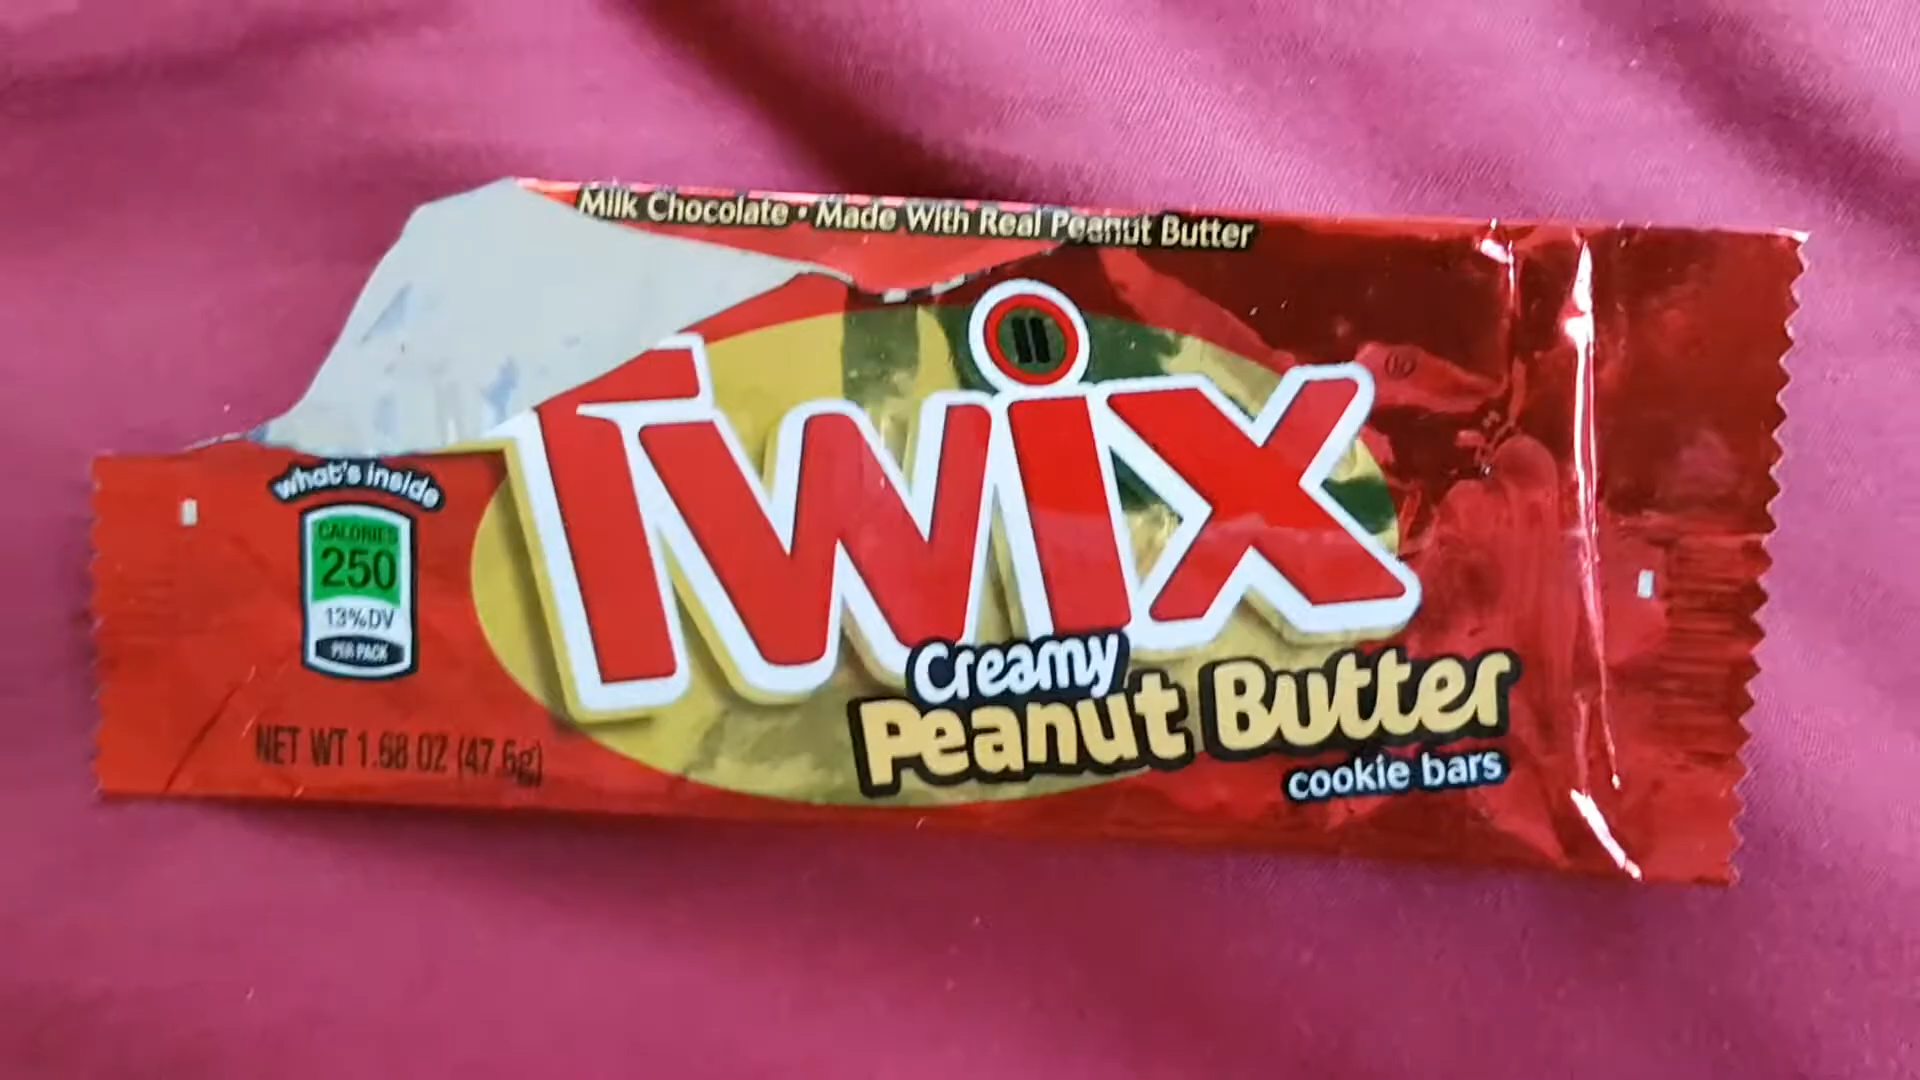 Milk Chocolate • Made With Real Peanut Butter
Twix
what's inside
CALORIES
250
13%DV
PER PACK
Creamy
Peanut Butter
cookie bars
NET WT 1.68 OZ (47.6g)